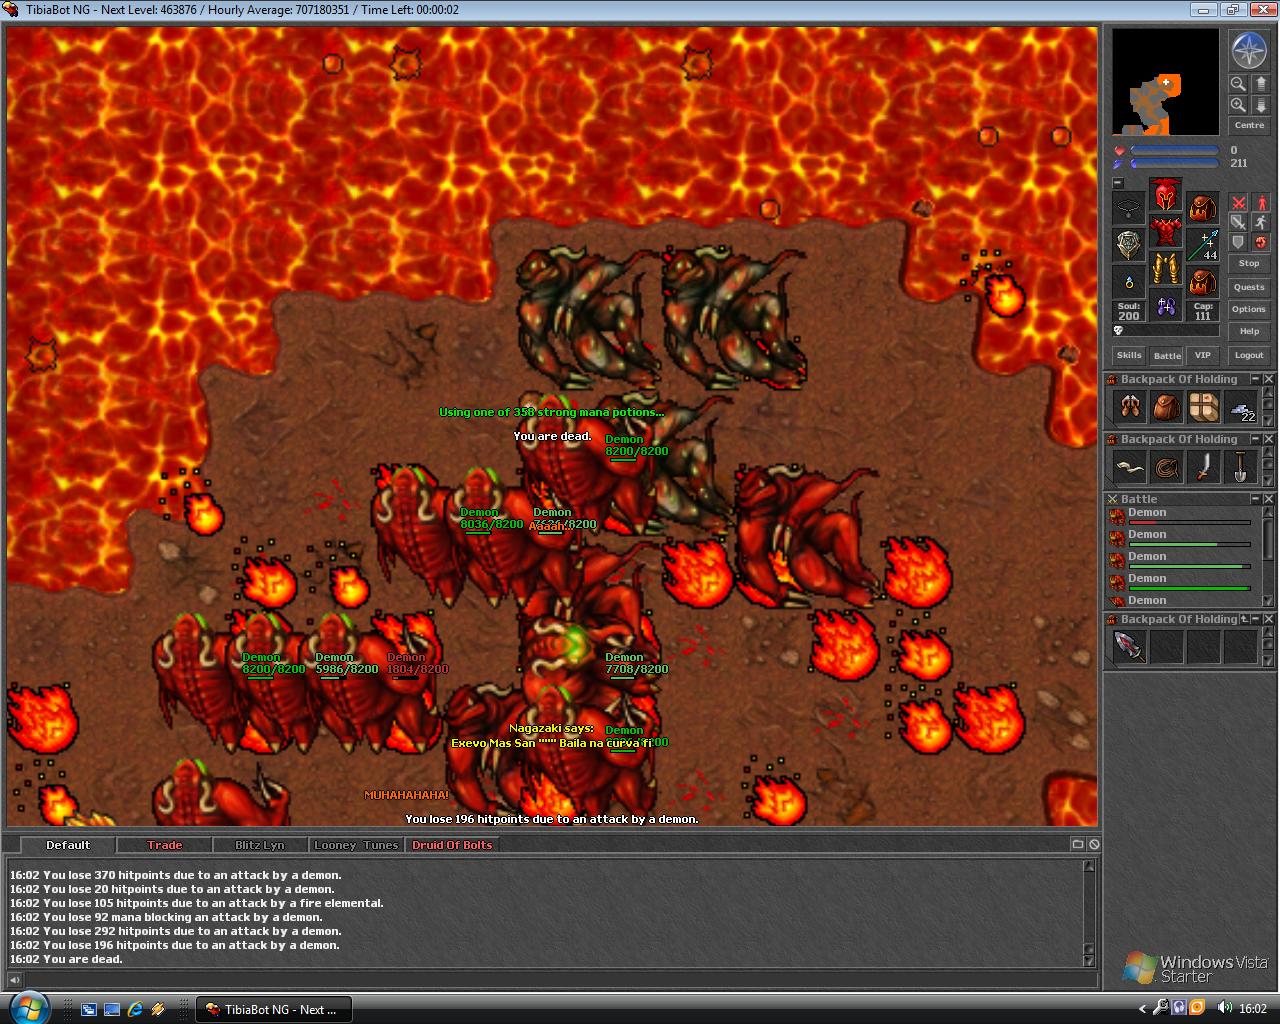 TibiaBot NG - Next Level: 463876 / Hourly Average: 707180351 / Time Left: 00:00:02
Centre
0
211
44
Soul:
200
Cap:
111
Stop
Quests
Options
Help
Skills
Battle
VIP
Logout
Backpack Of Holding
22
Backpack Of Holding
Battle
Demon
Demon
Demon
Demon
Demon
Backpack Of Holding
Using one of 358 strong mana potions...
You are dead.
Demon
8200/8200
Demon
8036/8200
Demon
/8200
Aaaah...
Demon
8200/8200
Demon
5986/8200
Demon
1804/8200
Demon
7708/8200
Nagazaki says:
Demon
Exevo Mas San """" Baila na curva fi
MUHAHAHAHA!
You lose 196 hitpoints due to an attack by a demon.
Default
Trade
Blitz Lyn
Looney Tunes
Druid Of Bolts
16:02 You lose 370 hitpoints due to an attack by a demon.
16:02 You lose 20 hitpoints due to an attack by a demon.
16:02 You lose 105 hitpoints due to an attack by a fire elemental.
16:02 You lose 92 mana blocking an attack by a demon.
16:02 You lose 292 hitpoints due to an attack by a demon.
16:02 You lose 196 hitpoints due to an attack by a demon.
16:02 You are dead.
Windows Vista
Starter
TibiaBot NG - Next ...
16:02